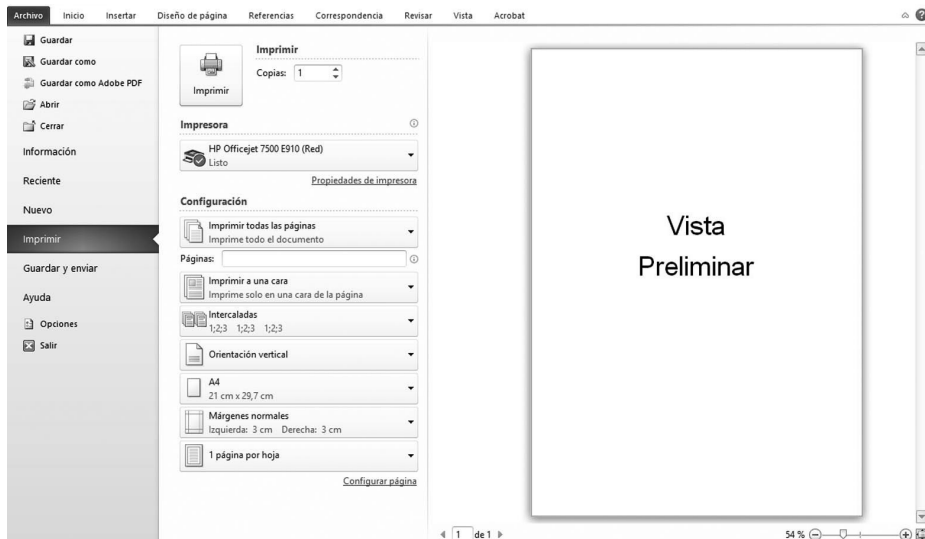 Archivo Inicio Insertar Diseño de página Referencias Correspondencia Revisar Vista Acrobat
Guardar
Guardar como
Guardar como Adobe PDF
Abrir
Cerrar
Información
Reciente
Nuevo
Imprimir
Guardar y enviar
Ayuda
Opciones
Salir
Imprimir
Imprimir
Copias: 1
Impresora
HP Officejet 7500 E910 (Red)
Listo
Propiedades de impresora
Configuración
Imprimir todas las páginas
Imprime todo el documento
Páginas:
Imprimir a una cara
Imprime solo en una cara de la página
Intercaladas
1;2;3 1;2;3 1;2;3
Orientación vertical
A4
21 cm x 29,7 cm
Márgenes normales
Izquierda: 3 cm Derecha: 3 cm
1 página por hoja
Configurar página
Vista
Preliminar
1 de 1
54 %